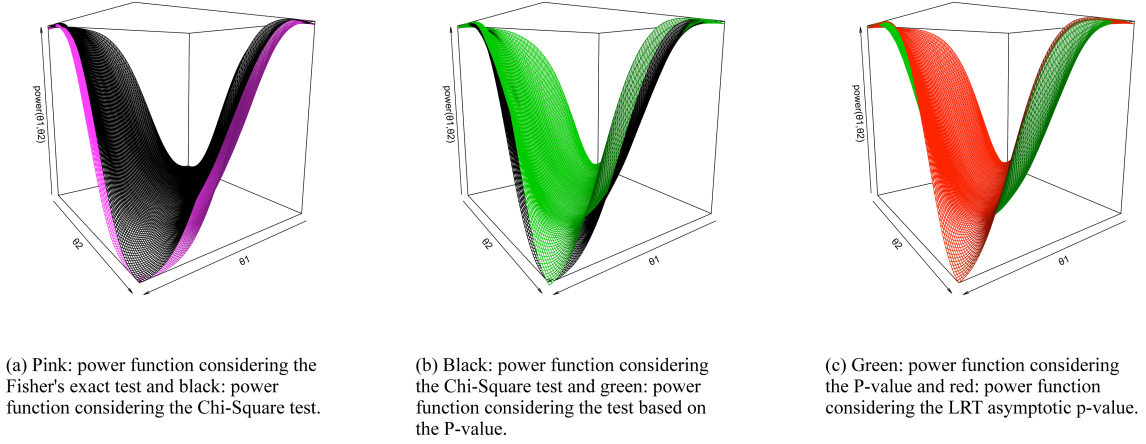 power(θ1,θ2)
θ2
θ1
power(θ1,θ2)
θ2
θ1
power(θ1,θ2)
θ2
θ1
(a) Pink: power function considering the
Fisher's exact test and black: power
function considering the Chi-Square test.
(b) Black: power function considering
the Chi-Square test and green: power
function considering the test based on
the P-value.
(c) Green: power function considering
the P-value and red: power function
considering the LRT asymptotic p-value.